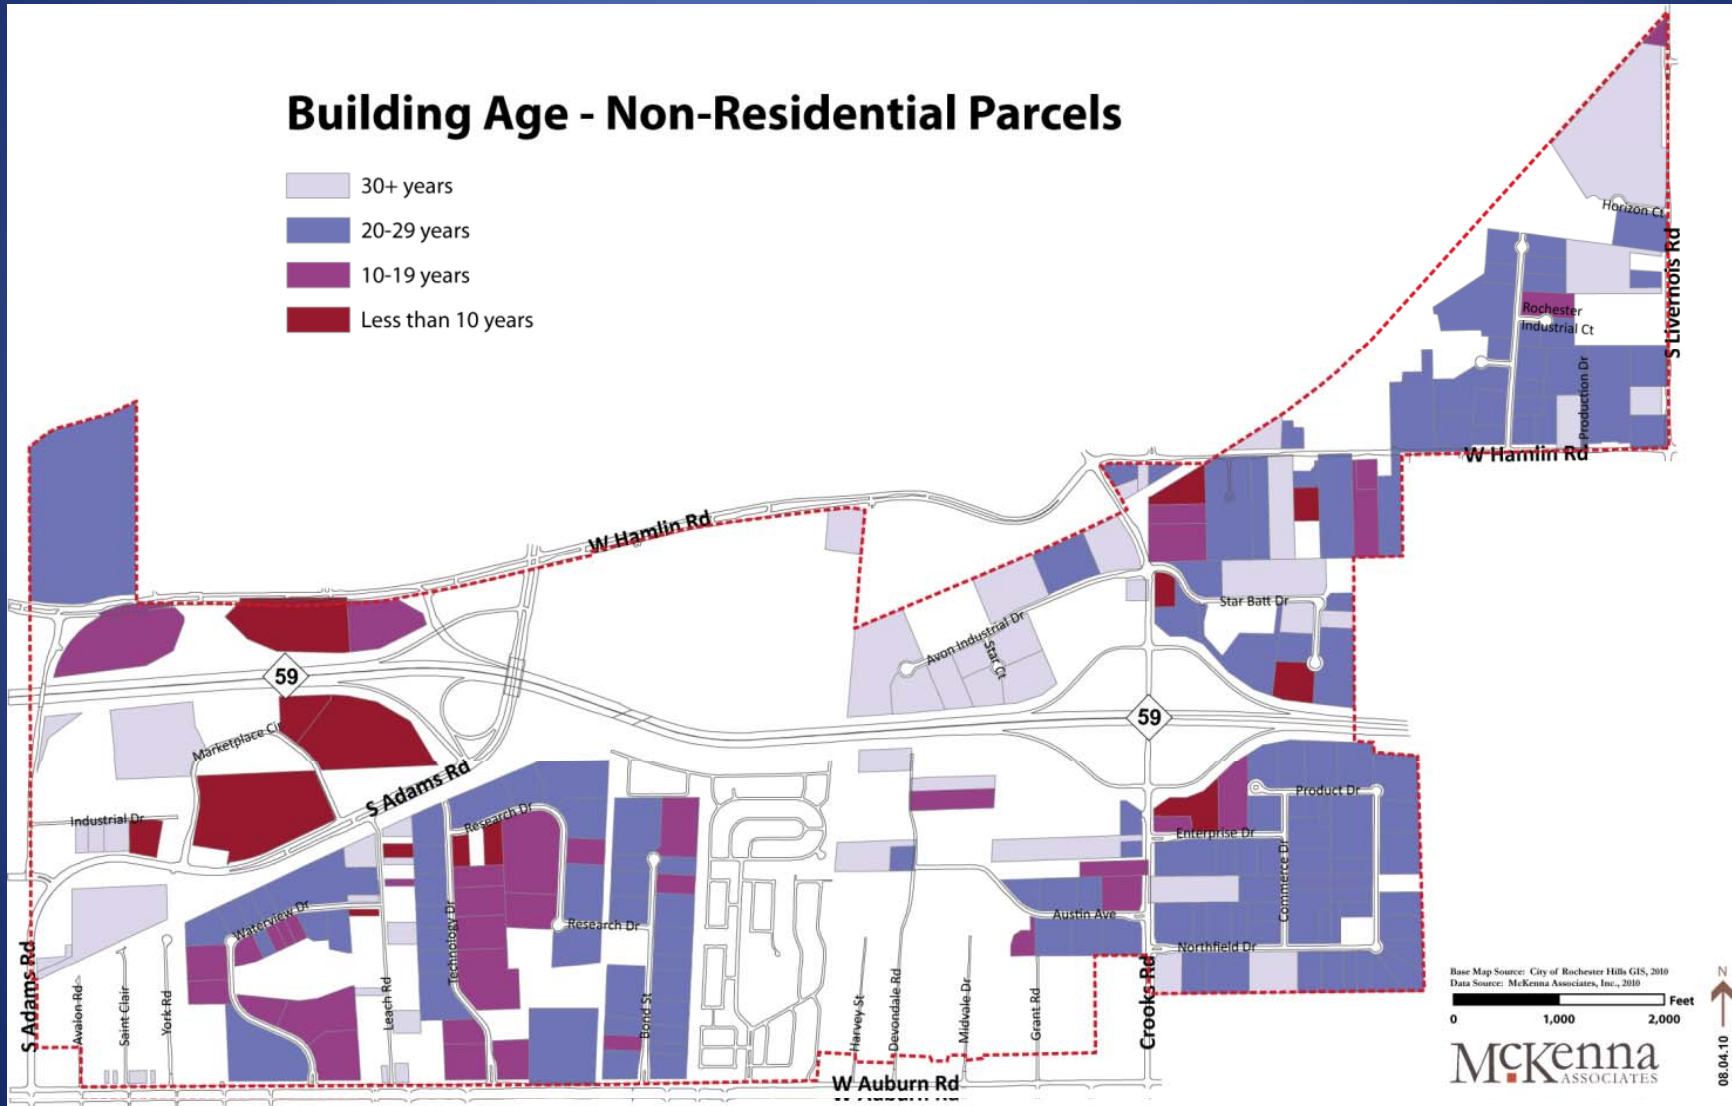 Building Age - Non-Residential Parcels
30+ years
20-29 years
10-19 years
Less than 10 years
Horizon Ct
S Livernois Rd
Rochester
Industrial Ct
Production Dr
W Hamlin Rd
W Hamlin Rd
Star Batt Dr
Avon Industrial Dr
Star Ct
59
59
Marketplace Cir
S Adams Rd
Industrial Dr
Research Dr
Product Dr
Enterprise Dr
Commerce Dr
Waterview Dr
Technology Dr
Research Dr
Austin Ave
Northfield Dr
S Adams Rd
Avalon Rd
Saint Clair
York Rd
Leach Rd
Bond St
Harvey St
Devondale Rd
Midvale Dr
Grant Rd
Crooks Rd
W Auburn Rd
W Auburn Rd
Base Map Source: City of Rochester Hills GIS, 2010
Data Source: McKenna Associates, Inc., 2010
Feet
0 1,000 2,000
N
McKenna
ASSOCIATES
08.04.10